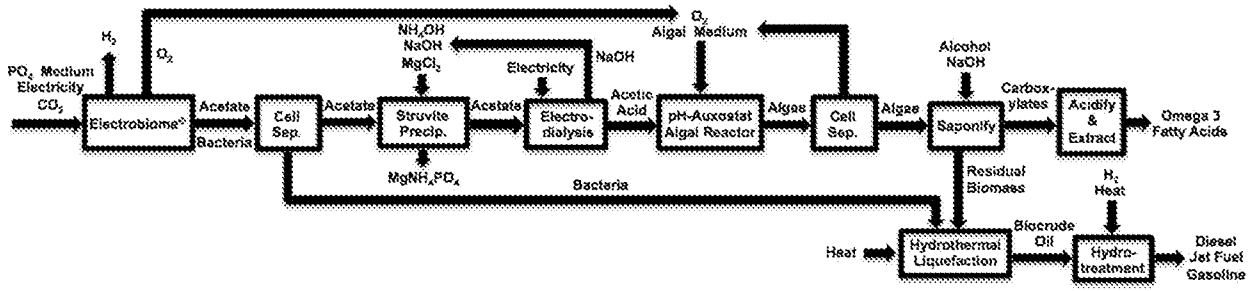 H₂
O₂
PO₄ Medium
Electricity
CO₂
Electrobiome
Acetate
Bacteria
Cell
Sep.
Acetate
NH₄OH
NaOH
MgCl₂
Struvite
Precip.
MgNH₄PO₄
Acetate
Electricity
NaOH
Electro-
dialysis
Acetic
Acid
O₂
Algal Medium
pH-Auxostat
Algal Reactor
Algae
Cell
Sep.
Algae
Alcohol
NaOH
Saponify
Carbox-
ylates
Acidify
&
Extract
Omega 3
Fatty Acids
Bacteria
Residual
Biomass
Heat
Hydrothermal
Liquefaction
Biocrude
Oil
H₂
Heat
Hydro-
treatment
Diesel
Jet Fuel
Gasoline